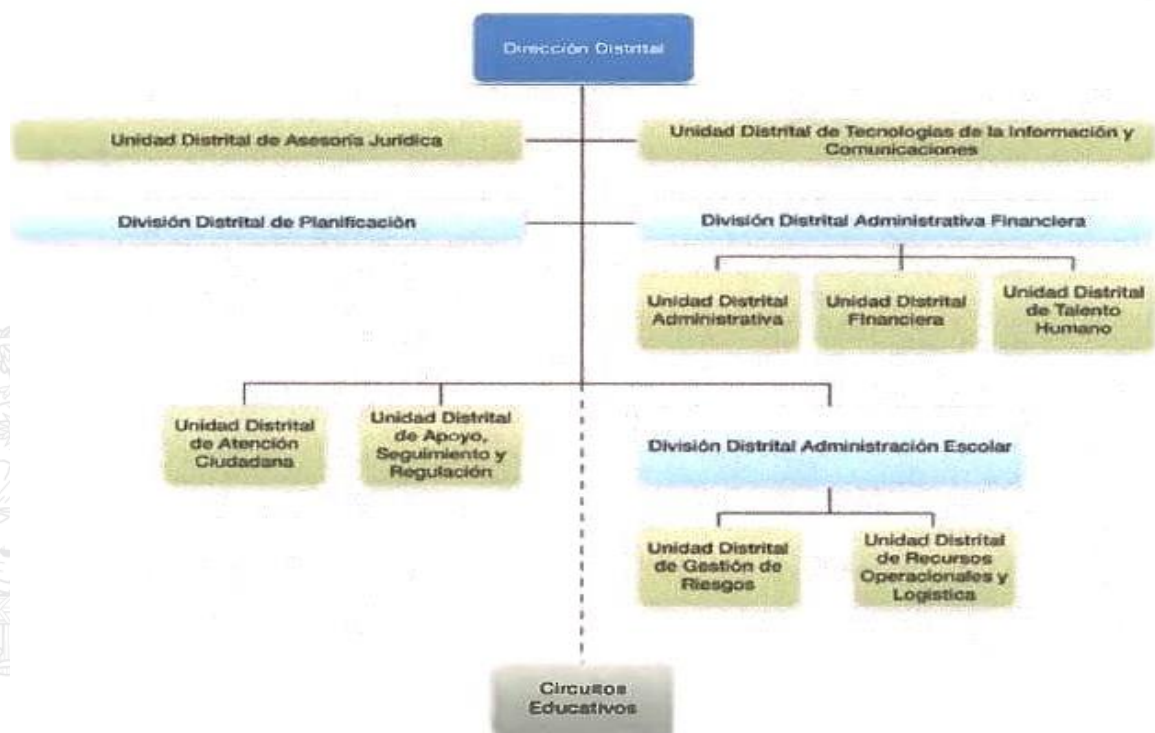 Dirección Distrital
Unidad Distrital de Asesoría Jurídica
Unidad Distrital de Tecnologías de la Información y
Comunicaciones
División Distrital de Planificación
División Distrital Administrativa Financiera
Unidad Distrital
Administrativa
Unidad Distrital
Financiera
Unidad Distrital
de Talento
Humano
Unidad Distrital
de Atención
Ciudadana
Unidad Distrital
de Apoyo,
Seguimiento y
Regulación
División Distrital Administración Escolar
Unidad Distrital
de Gestión de
Riesgos
Unidad Distrital
de Recursos
Operacionales y
Logística
Circuitos
Educativos